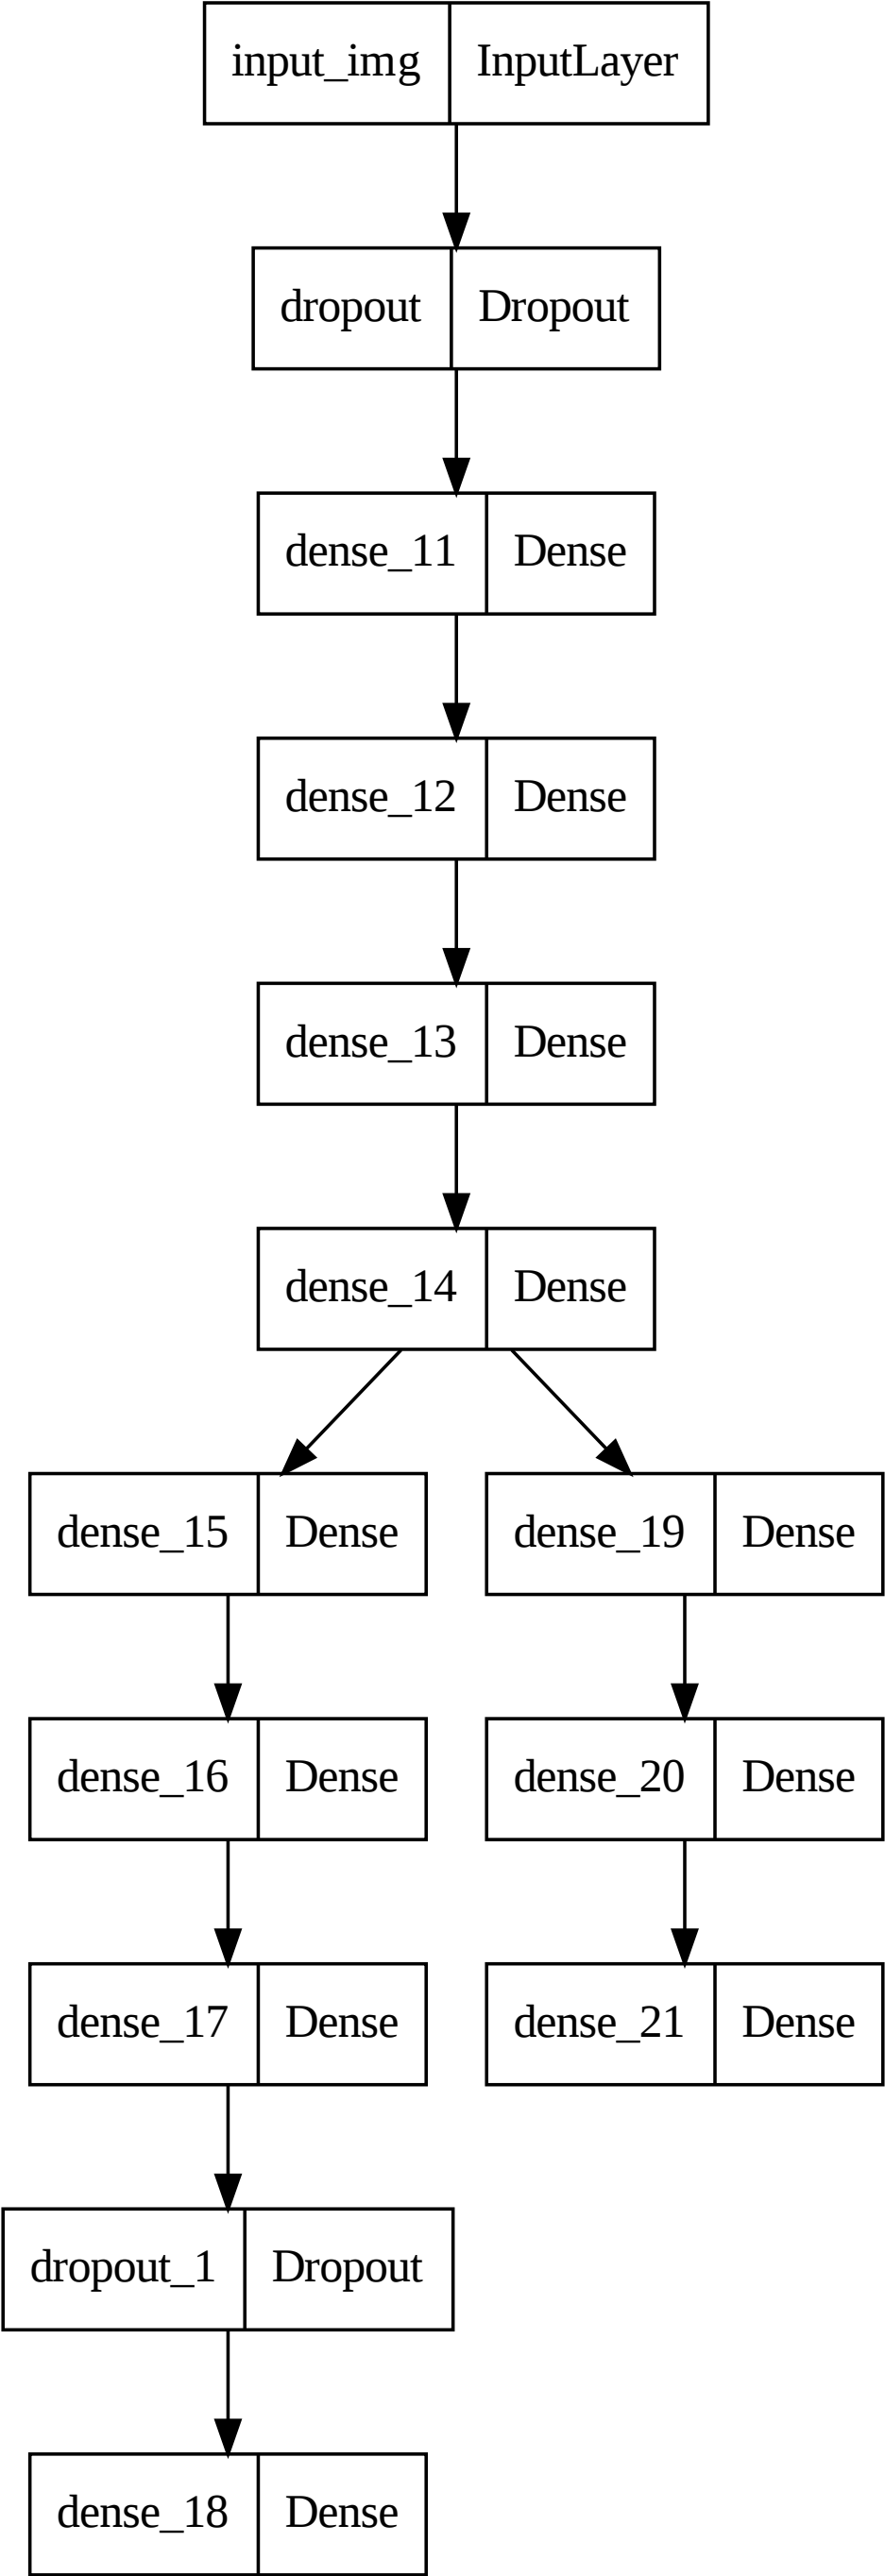 input_img InputLayer
dropout Dropout
dense_11 Dense
dense_12 Dense
dense_13 Dense
dense_14 Dense
dense_15 Dense dense_19 Dense
dense_16 Dense dense_20 Dense
dense_17 Dense dense_21 Dense
dropout_1 Dropout
dense_18 Dense